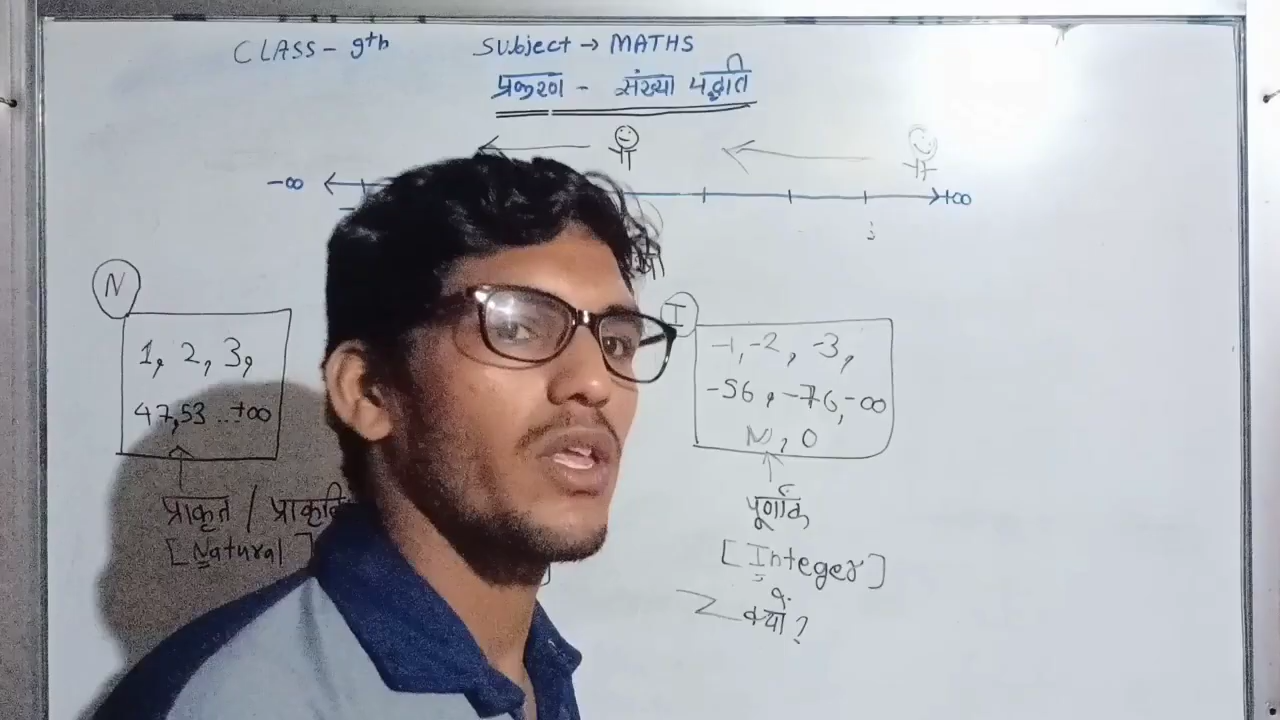 CLASS - 9th Subject → MATHS
प्रकरण - संख्या पद्धति
-∞ +∞
N
1, 2, 3,
47,53 ...+∞
प्राकृत / प्राकृति
[ Natural ]
I
-1, -2, -3,
-56, -76, -∞
N, 0
पूर्णांक
[ Integer ]
Z क्यों ?